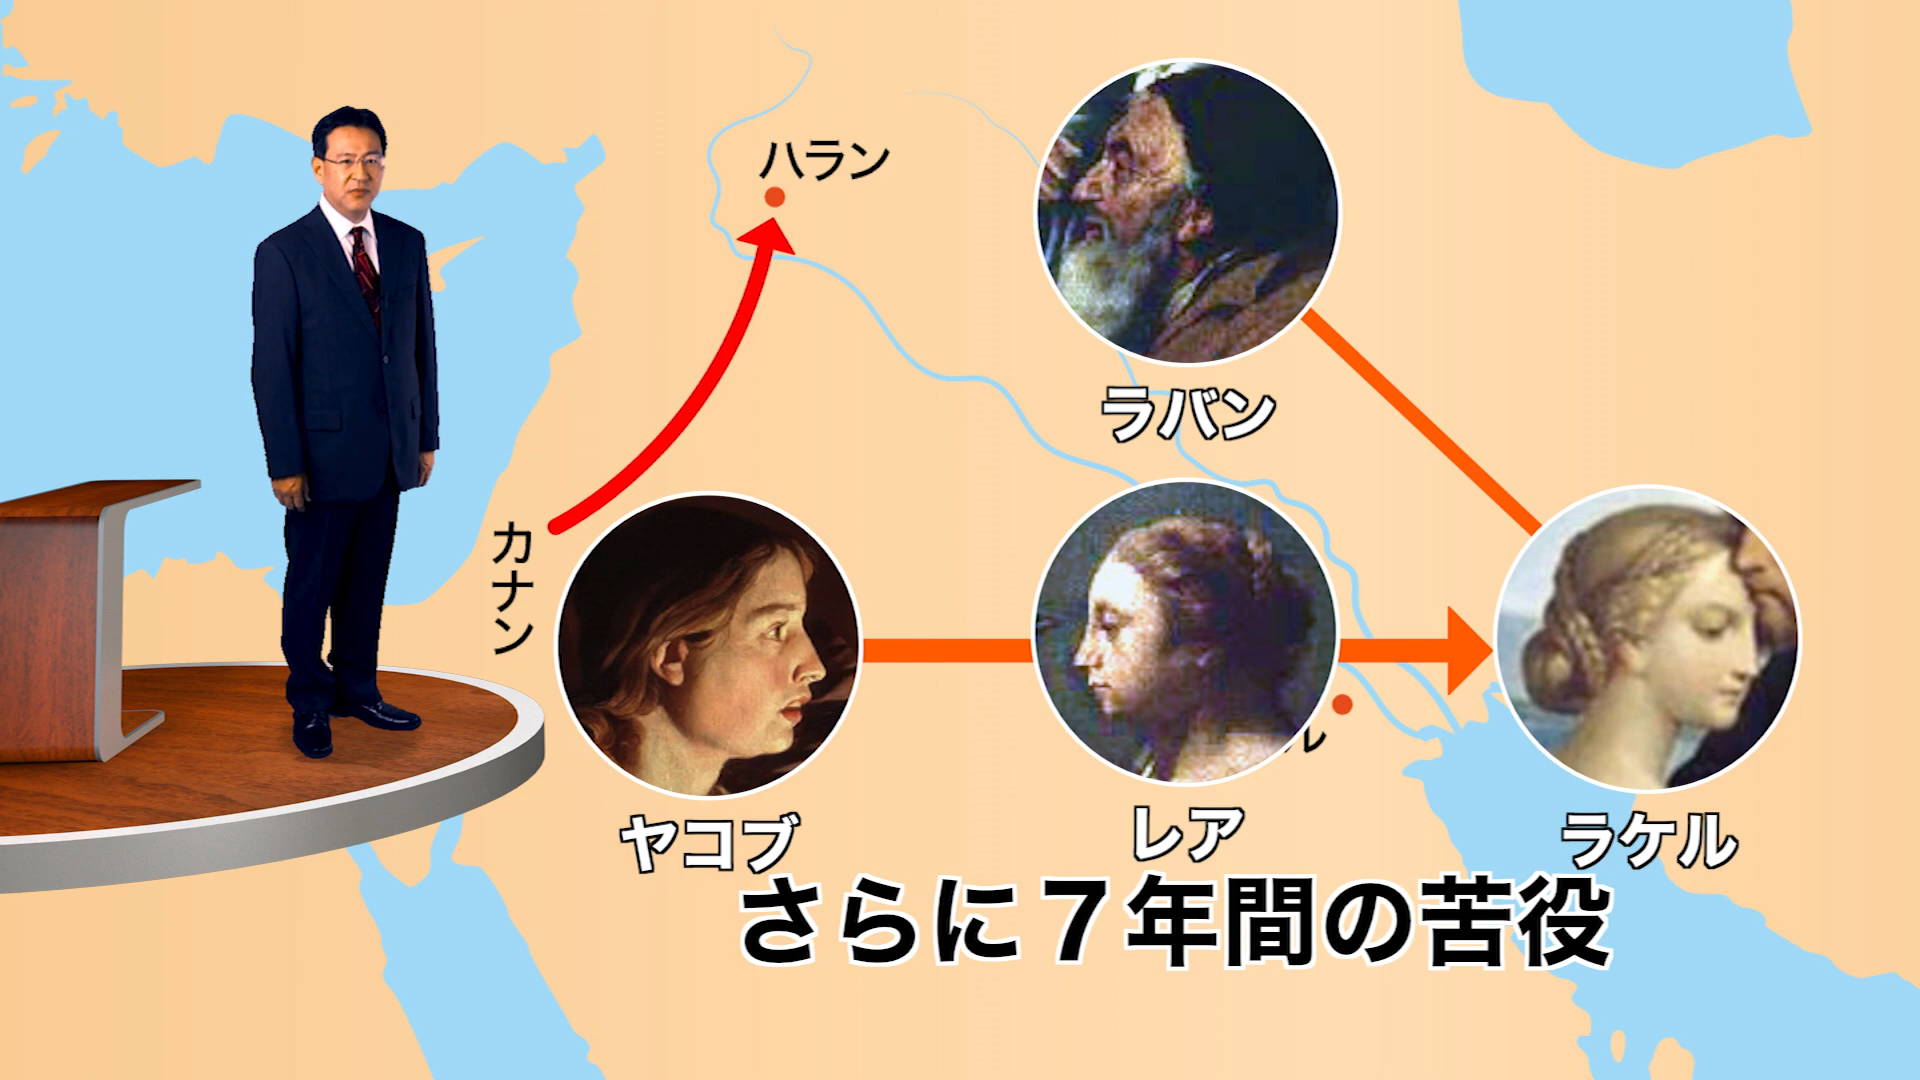 ハラン
ラバン
カナン
ヤコブ
レア
ラケル
さらに７年間の苦役